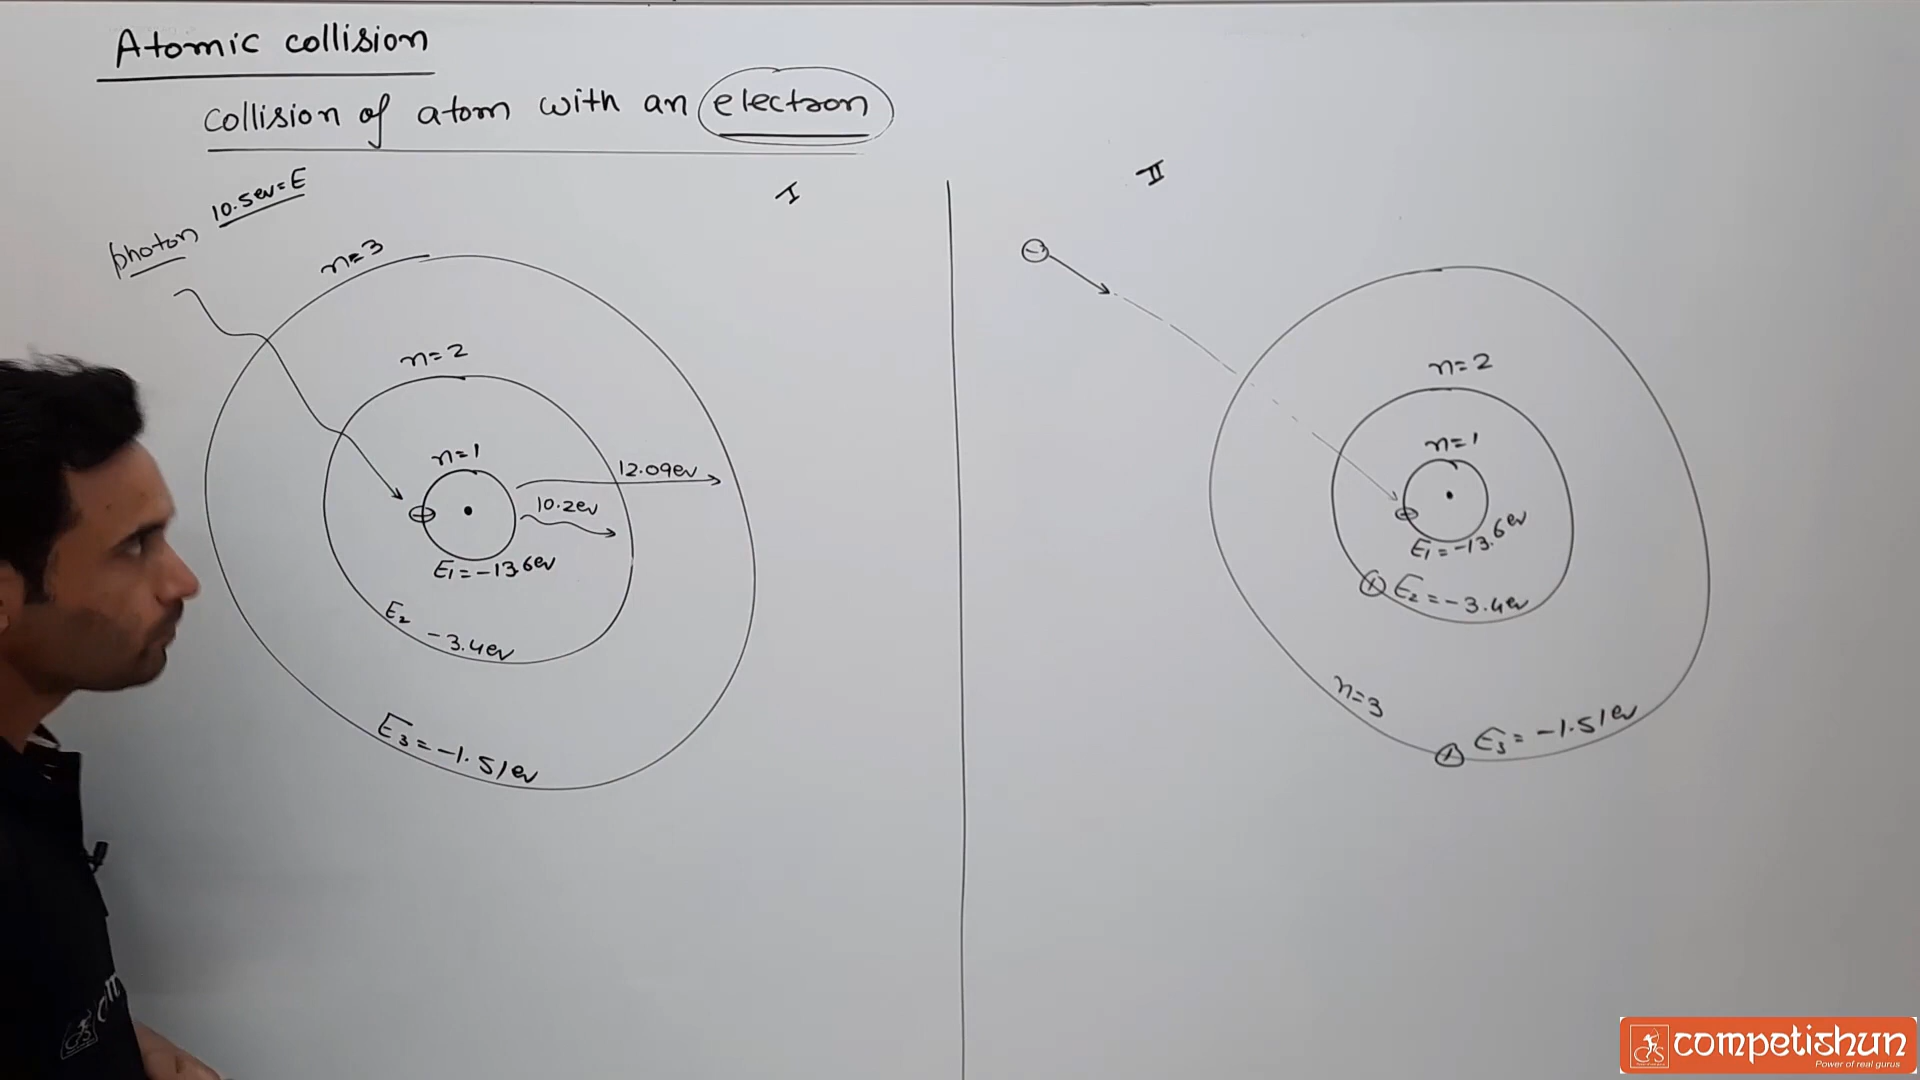 Atomic collision
collision of atom with an electron
I
II
photon 10.5ev=E
n=3
n=2
n=1
12.09ev
10.2ev
E₁=-13.6ev
E₂ -3.4ev
E₃=-1.51ev
n=2
n=1
E₁=-13.6ev
E₂=-3.4ev
n=3
E₃=-1.51ev
competishun
Power of real gurus